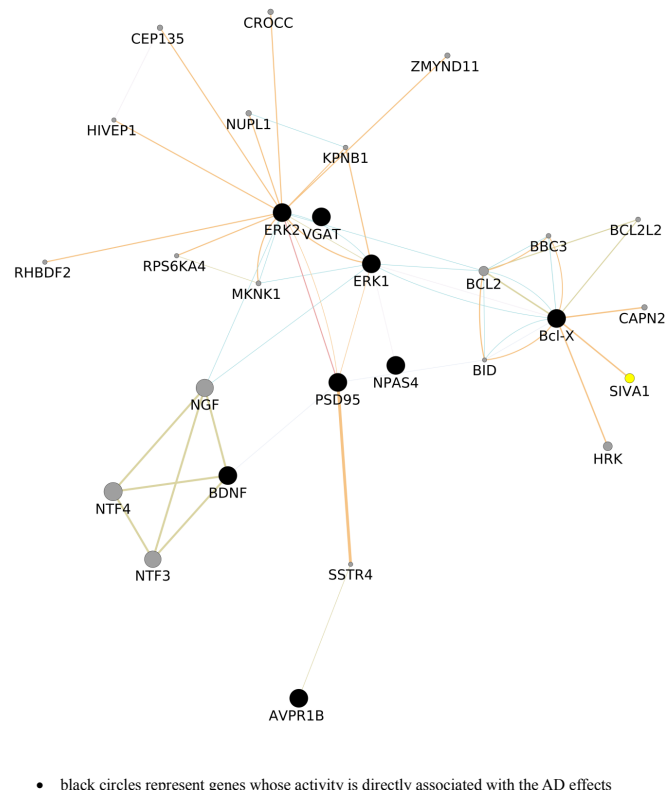 CROCC
CEP135
ZMYND11
HIVEP1
NUPL1
KPNB1
ERK2
VGAT
BCL2L2
BBC3
RHBDF2
RPS6KA4
MKNK1
ERK1
BCL2
CAPN2
Bcl-X
BID
SIVA1
NPAS4
PSD95
NGF
HRK
BDNF
NTF4
NTF3
SSTR4
AVPR1B
• black circles represent genes whose activity is directly associated with the AD effects